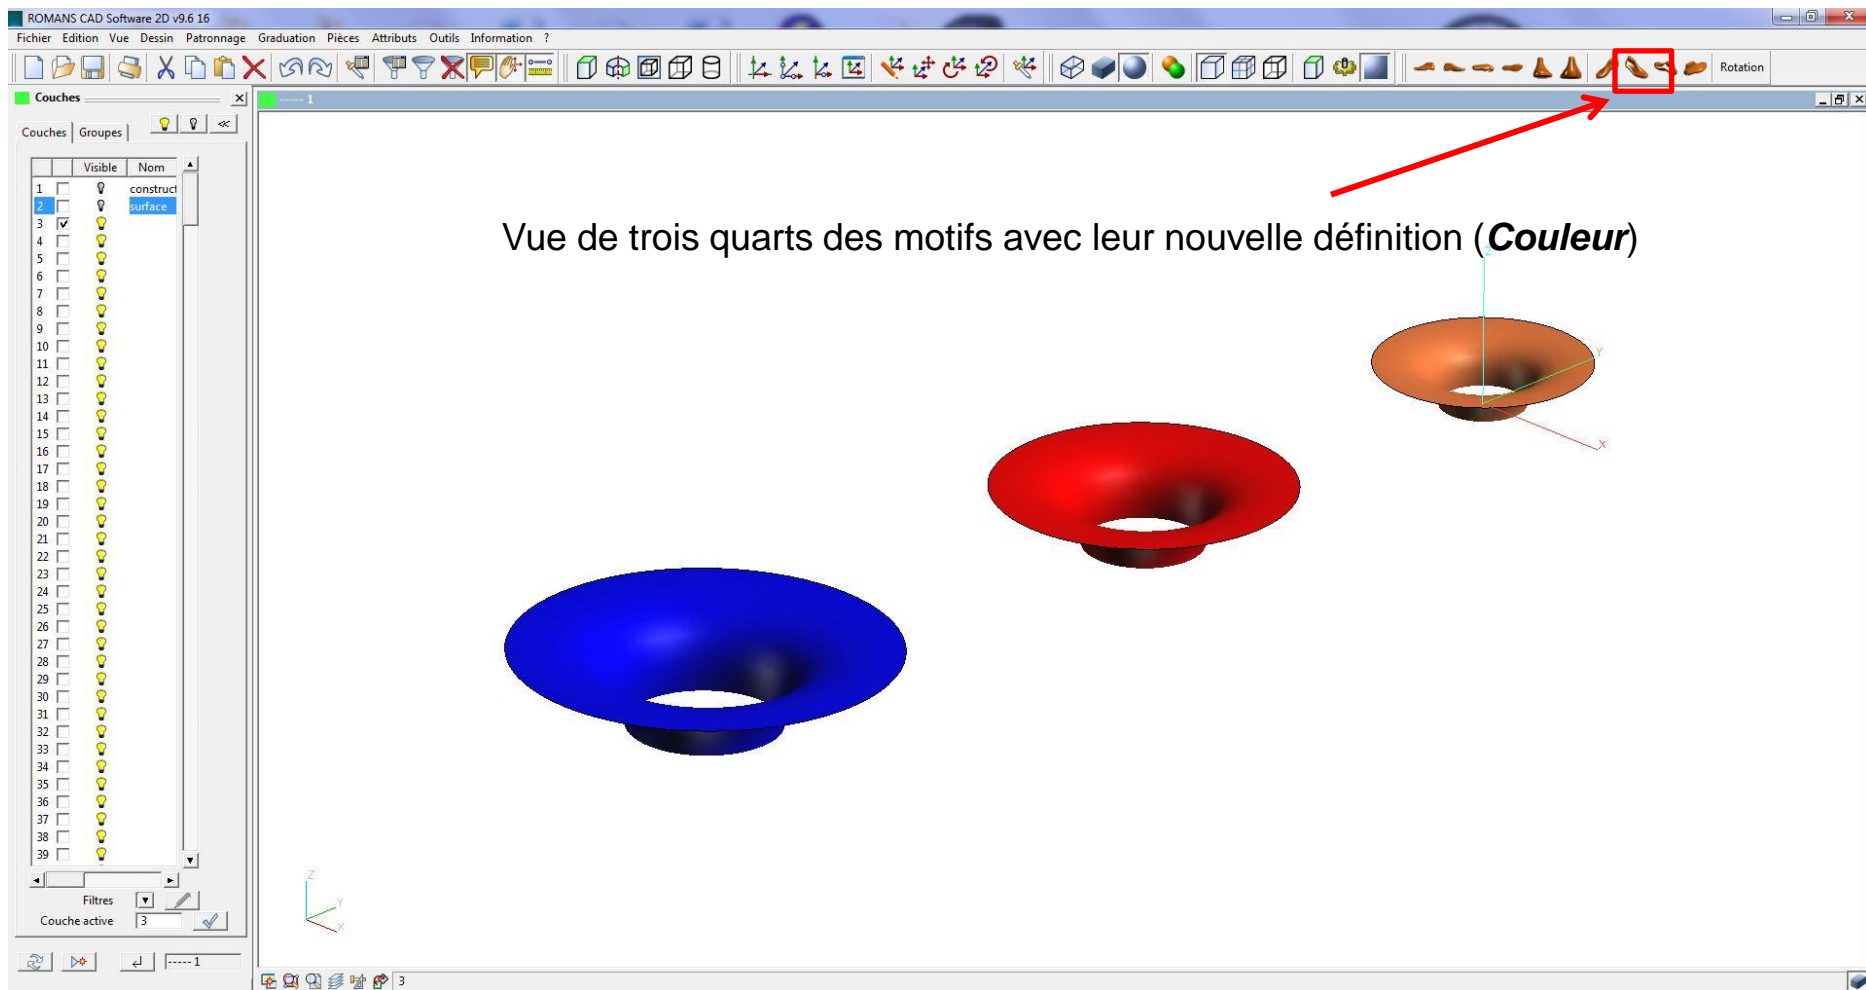 ROMANS CAD Software 2D v9.6 16
Fichier Edition Vue Dessin Patronnage Graduation Pièces Attributs Outils Information ?
Rotation
Couches
----- 1
Couches Groupes
Visible Nom
1 construct
2 surface
3
4
5
6
7
8
9
10
11
12
13
14
15
16
17
18
19
20
21
22
23
24
25
26
27
28
29
30
31
32
33
34
35
36
37
38
39
Filtres
Couche active 3
----- 1
Vue de trois quarts des motifs avec leur nouvelle définition (Couleur)
Z
Y
X
Z
Y
X
3